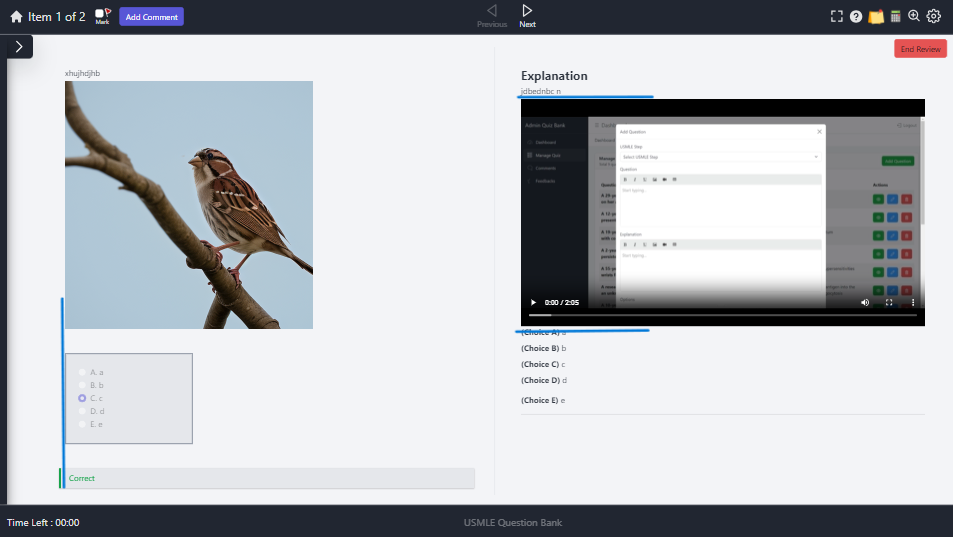 Item 1 of 2
Mark
Add Comment
Previous
Next
End Review
xhujhdjhb
A. a
B. b
C. c
D. d
E. e
Correct
Explanation
jdbednbc n
Admin Quiz Bank
Dashboard
Manage Quiz
Comments
Feedbacks
Logout
Add Question
USMLE Step
Select USMLE Step
Question
B I U
Start typing...
Explanation
B I U
Start typing...
Options
Add Question
Actions
0:00 / 2:05
(Choice A) a
(Choice B) b
(Choice C) c
(Choice D) d
(Choice E) e
Time Left : 00:00
USMLE Question Bank